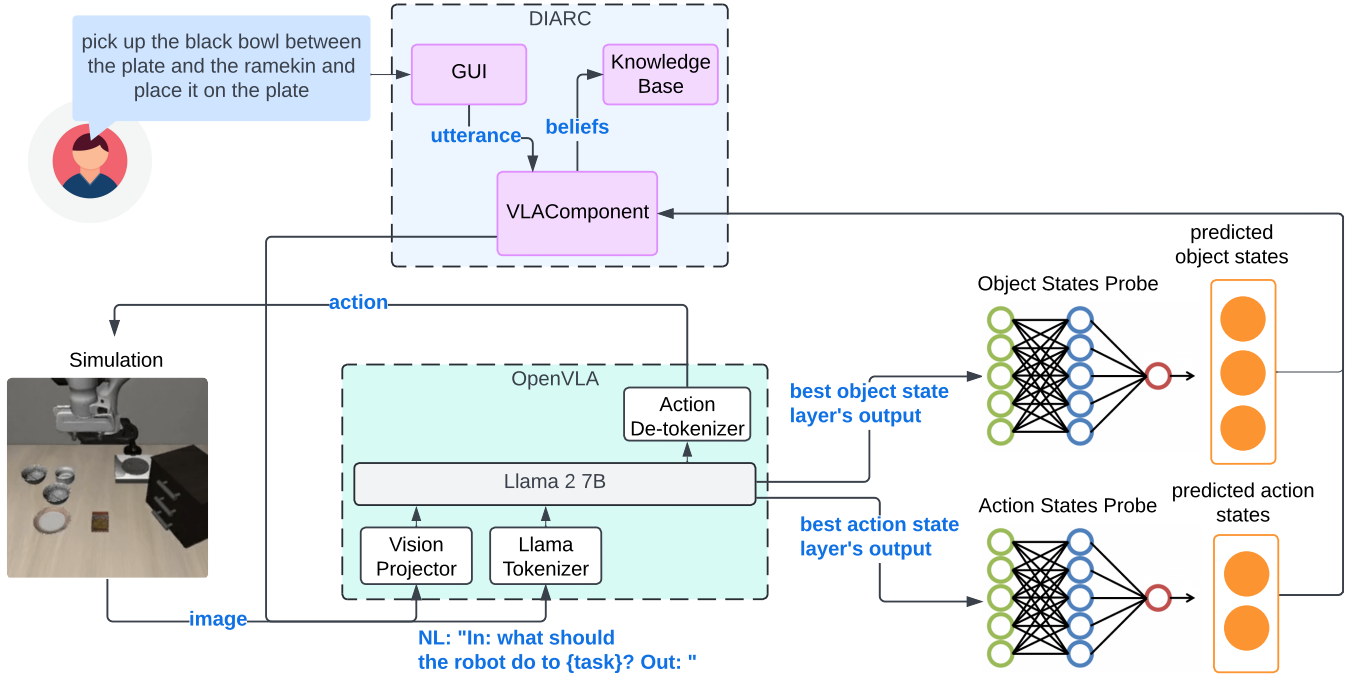 DIARC
pick up the black bowl between
the plate and the ramekin and
place it on the plate
GUI
Knowledge
Base
utterance
beliefs
VLAComponent
predicted
object states
Object States Probe
action
Simulation
OpenVLA
Action
De-tokenizer
best object state
layer's output
Llama 2 7B
Action States Probe
predicted action
states
best action state
layer's output
Vision
Projector
Llama
Tokenizer
image
NL: "In: what should
the robot do to {task}? Out: "